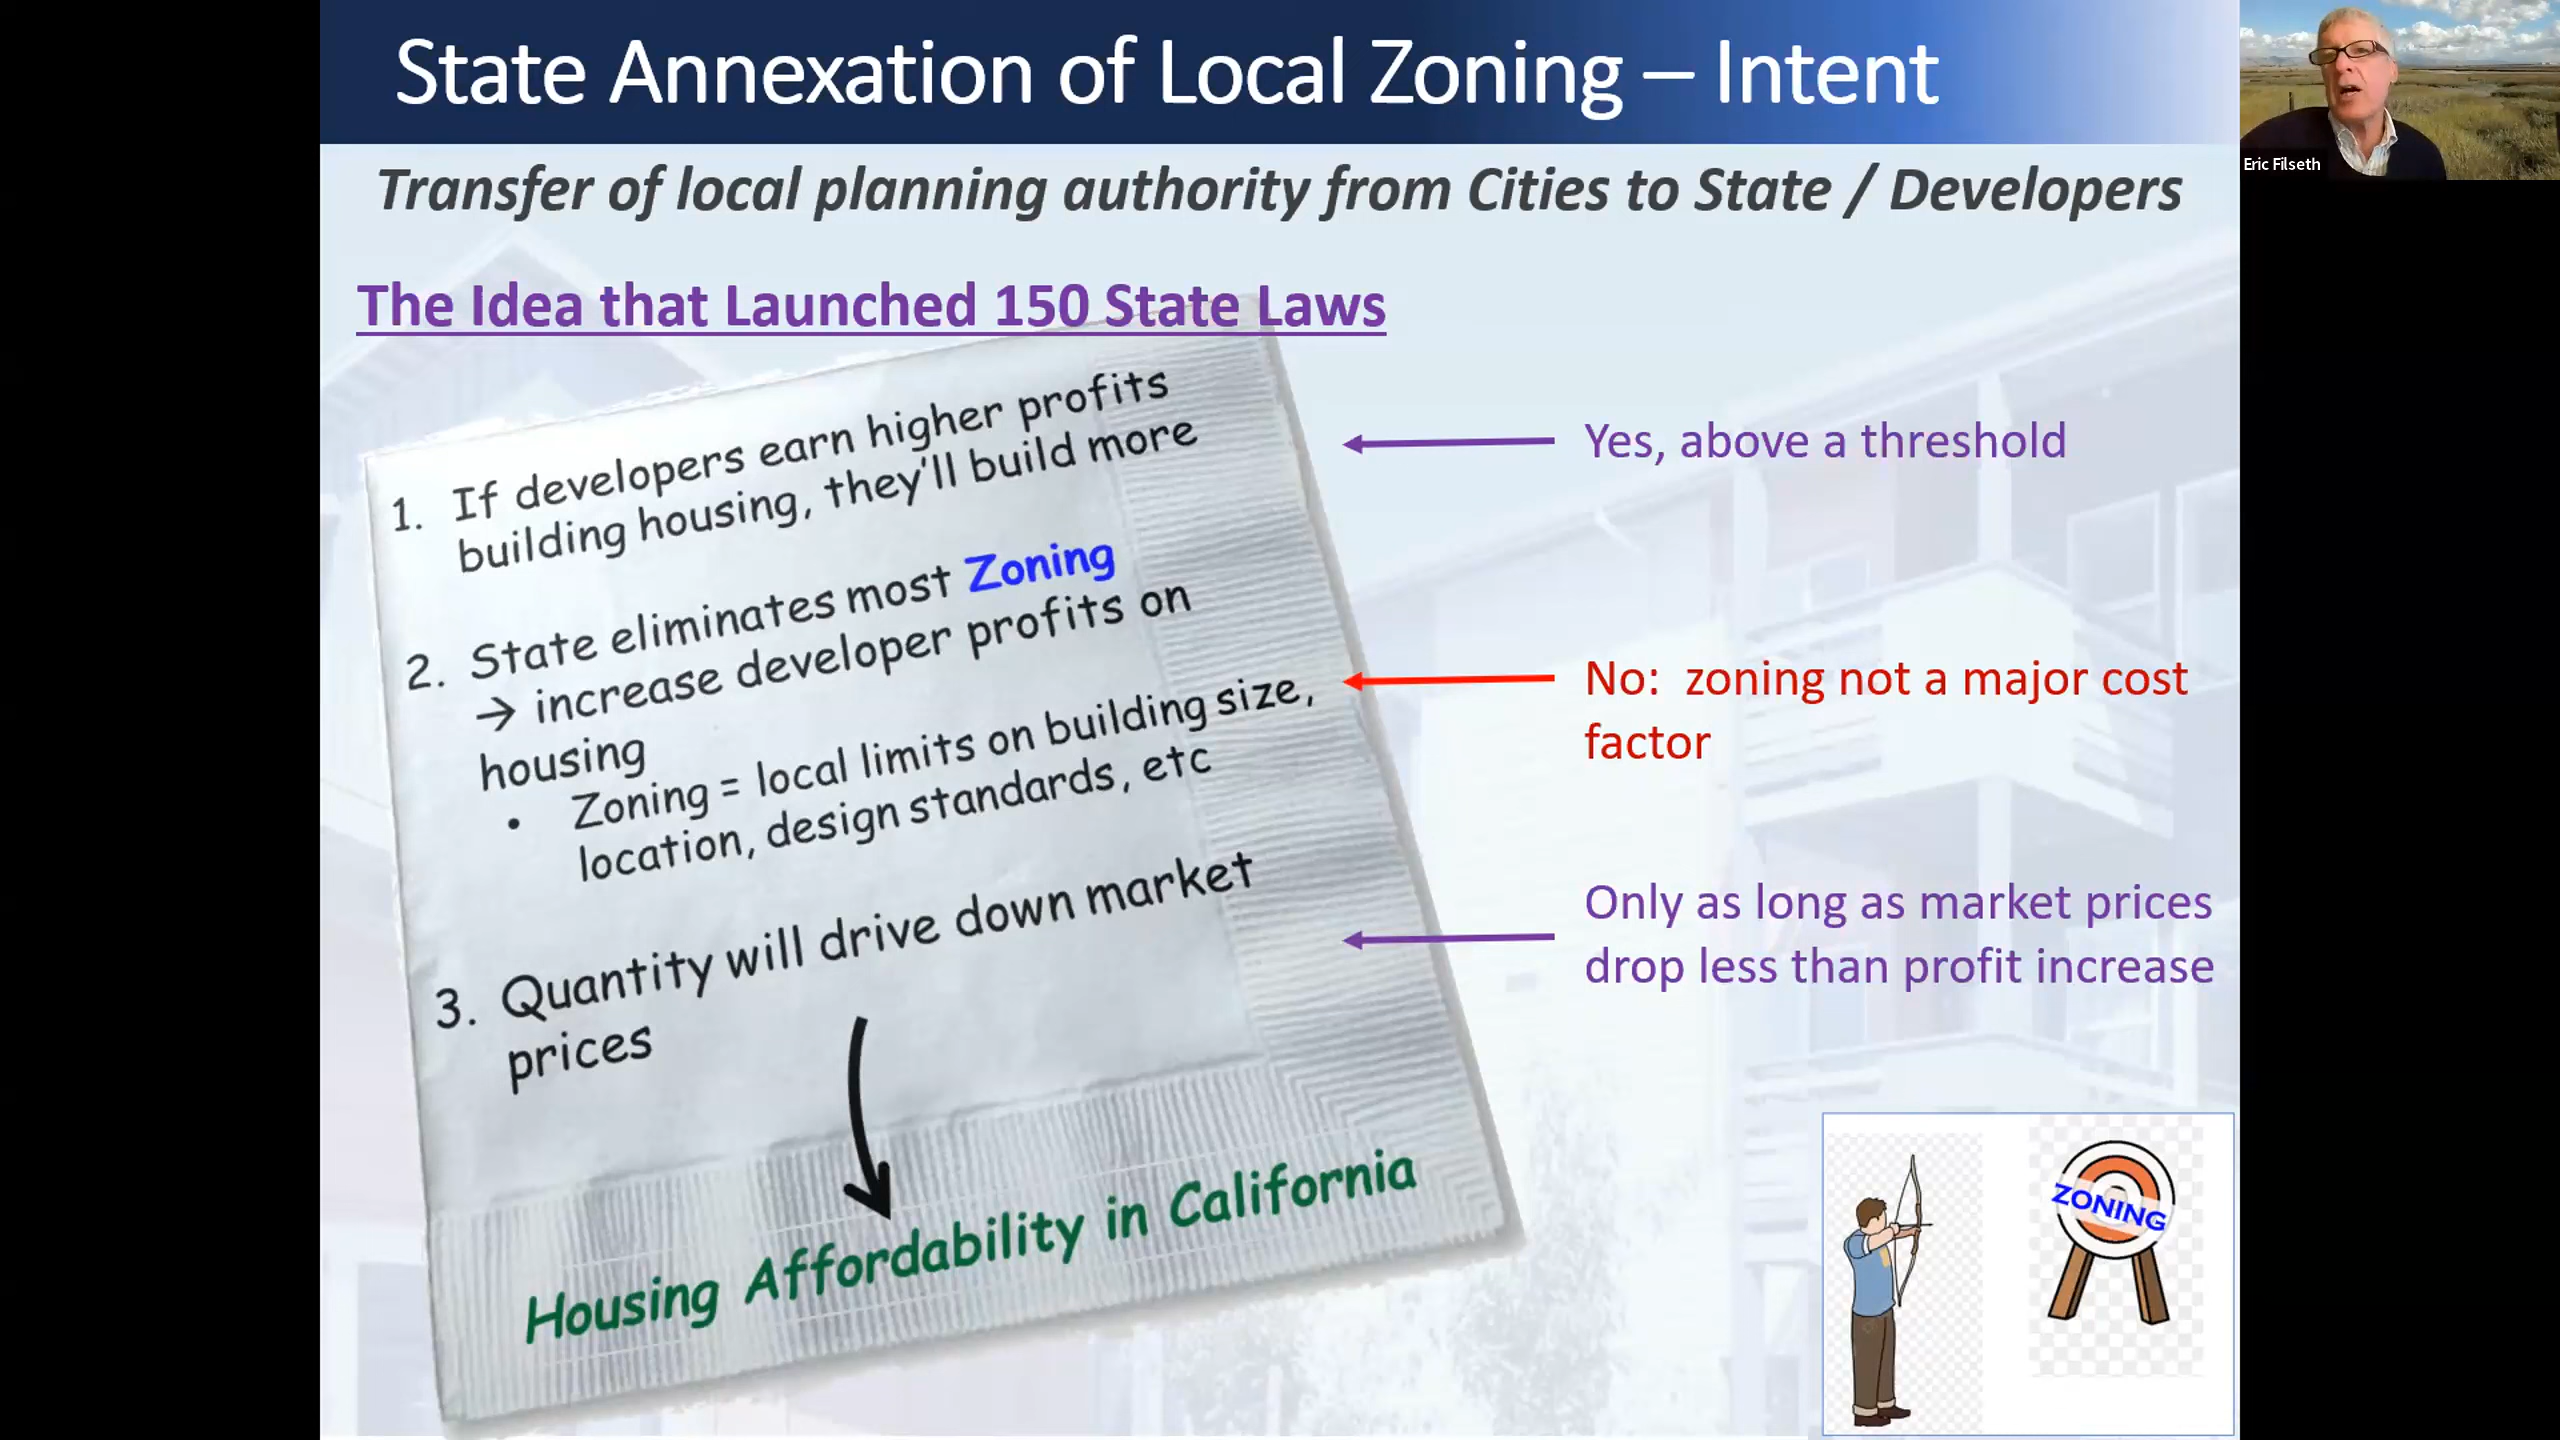 State Annexation of Local Zoning – Intent
Eric Filseth
Transfer of local planning authority from Cities to State / Developers
The Idea that Launched 150 State Laws
1. If developers earn higher profits
building housing, they'll build more
Yes, above a threshold
2. State eliminates most Zoning
→ increase developer profits on
housing
• Zoning = local limits on building size,
location, design standards, etc
No: zoning not a major cost
factor
3. Quantity will drive down market
prices
Only as long as market prices
drop less than profit increase
Housing Affordability in California
ZONING